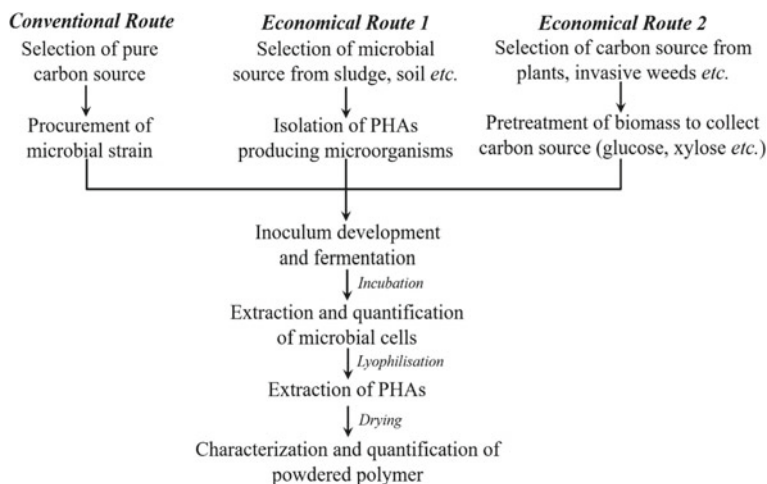 Conventional Route
Selection of pure
carbon source
Procurement of
microbial strain
Economical Route 1
Selection of microbial
source from sludge, soil etc.
Isolation of PHAs
producing microorganisms
Economical Route 2
Selection of carbon source from
plants, invasive weeds etc.
Pretreatment of biomass to collect
carbon source (glucose, xylose etc.)
Inoculum development
and fermentation
Incubation
Extraction and quantification
of microbial cells
Lyophilisation
Extraction of PHAs
Drying
Characterization and quantification of
powdered polymer